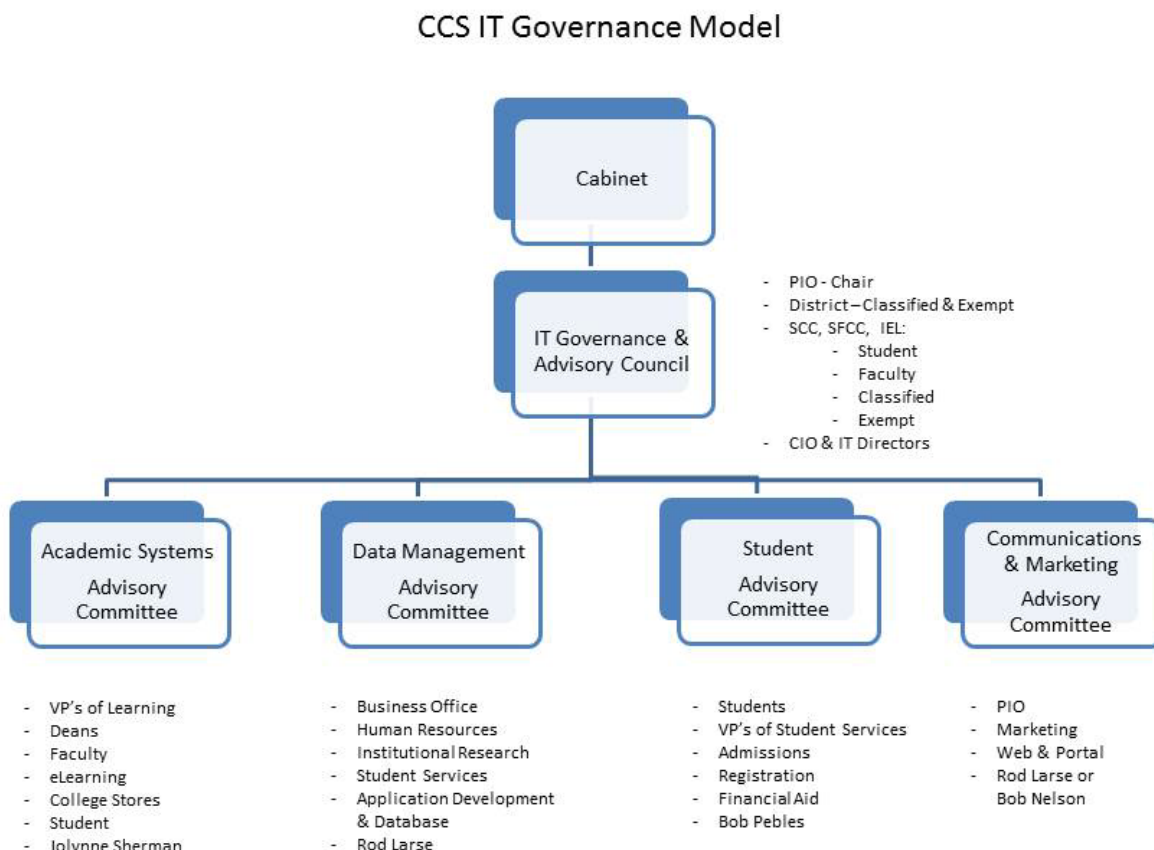 CCS IT Governance Model
Cabinet
IT Governance &
Advisory Council
- PIO - Chair
- District – Classified & Exempt
- SCC, SFCC, IEL:
- Student
- Faculty
- Classified
- Exempt
- CIO & IT Directors
Academic Systems
Advisory
Committee
Data Management
Advisory
Committee
Student
Advisory
Committee
Communications
& Marketing
Advisory
Committee
- VP's of Learning
- Deans
- Faculty
- eLearning
- College Stores
- Student
- Jolynne Sherman
- Business Office
- Human Resources
- Institutional Research
- Student Services
- Application Development
& Database
- Rod Larse
- Students
- VP's of Student Services
- Admissions
- Registration
- Financial Aid
- Bob Pebles
- PIO
- Marketing
- Web & Portal
- Rod Larse or
Bob Nelson